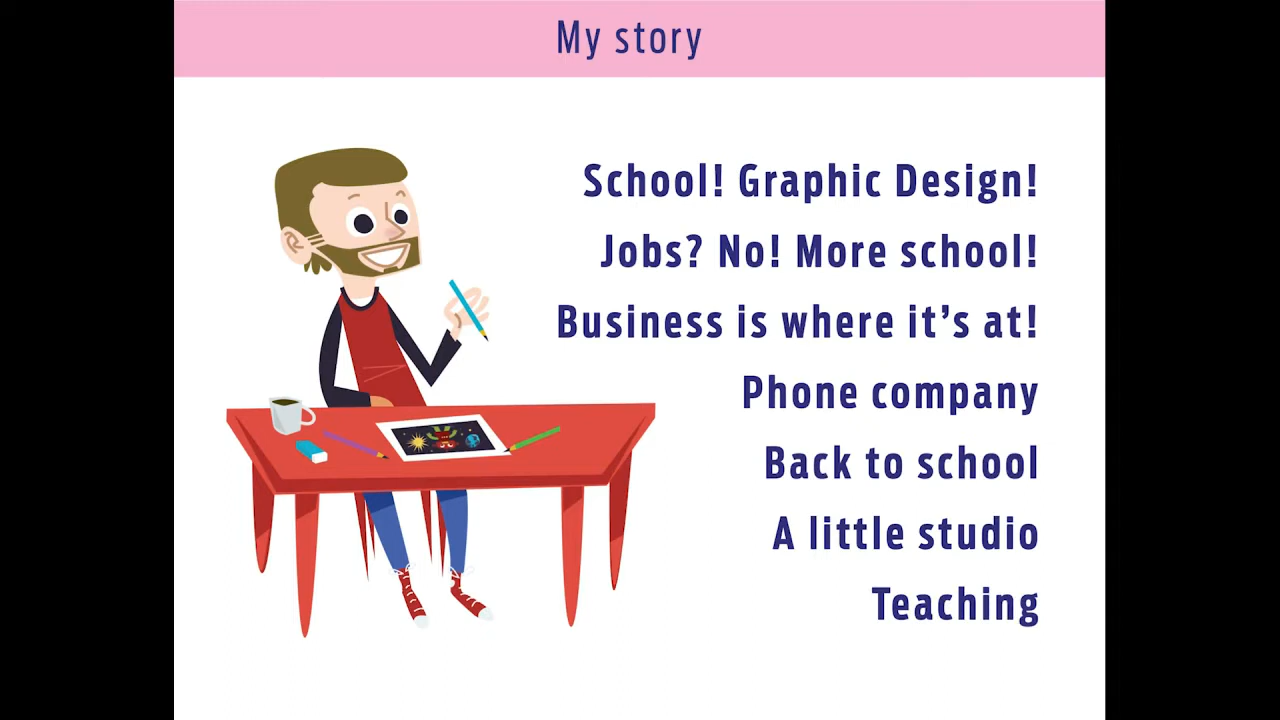 My story
School! Graphic Design!
Jobs? No! More school!
Business is where it's at!
Phone company
Back to school
A little studio
Teaching